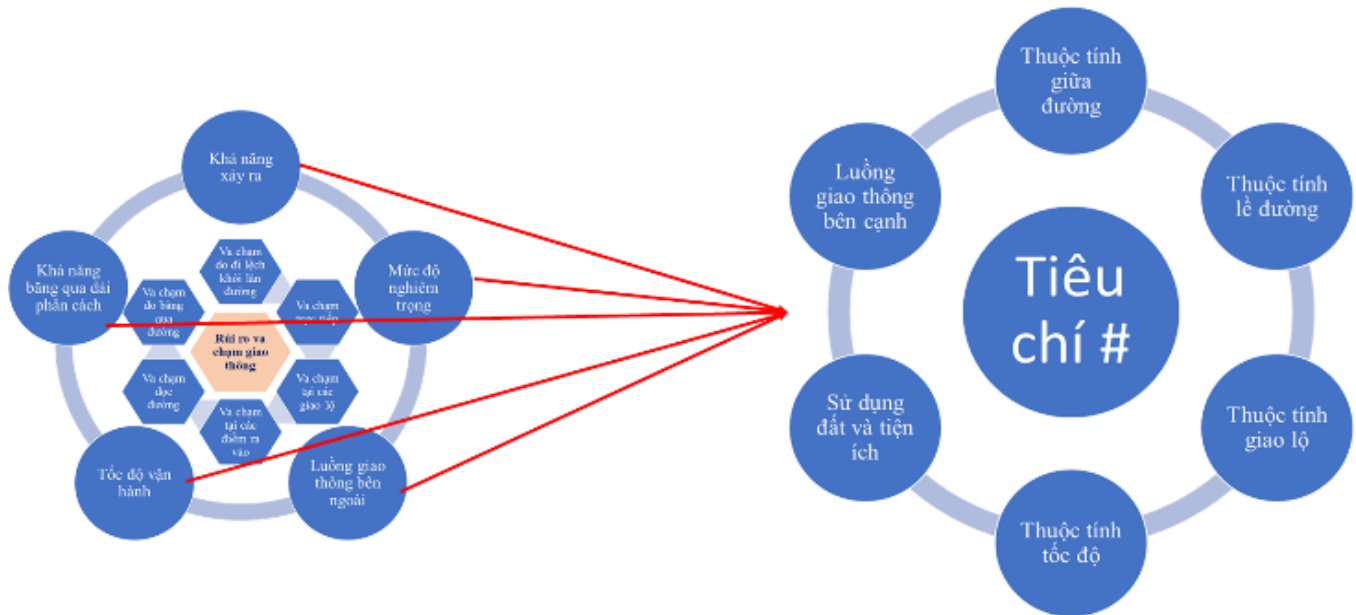 Khả năng
xảy ra
Khả năng
băng qua dải
phân cách
Mức độ
nghiêm
trọng
Tốc độ vận
hành
Luồng giao
thông bên
ngoài
Va chạm
do đi lệch
khỏi làn
đường
Va chạm
do băng
qua
đường
Va chạm
trực tiếp
Rủi ro va
chạm giao
thông
Va chạm
dọc
đường
Va chạm
tại các
giao lộ
Va chạm
tại các
điểm ra
vào
Thuộc tính
giữa
đường
Luồng
giao thông
bên cạnh
Thuộc tính
lề đường
Tiêu
chí #
Sử dụng
đất và tiện
ích
Thuộc tính
giao lộ
Thuộc tính
tốc độ